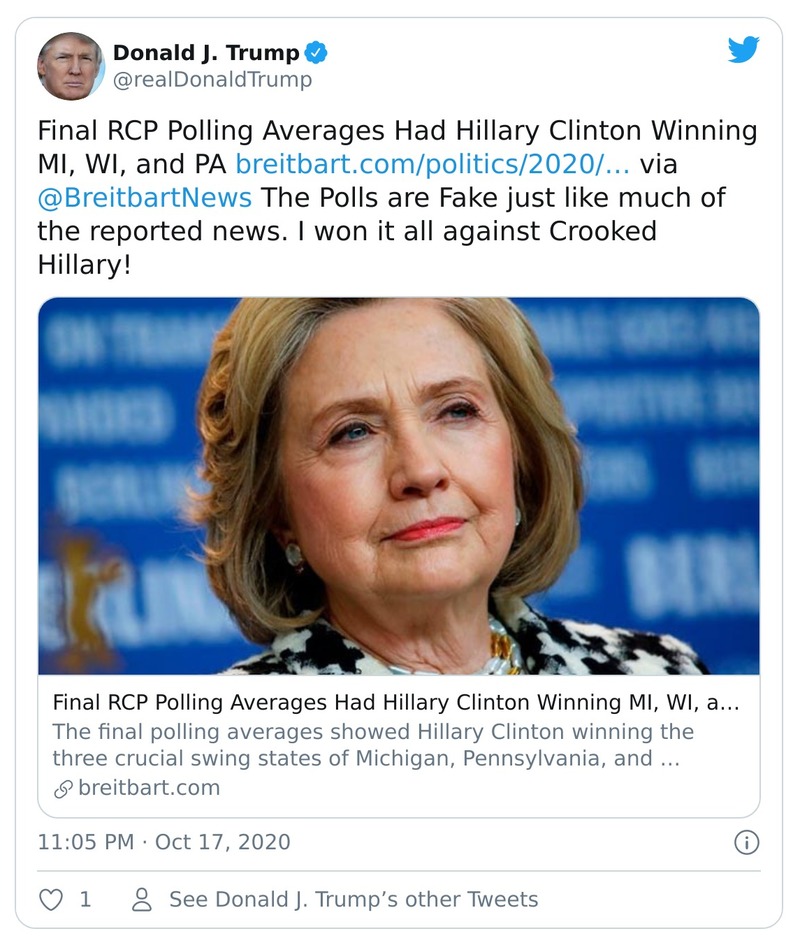 Donald J. Trump
@realDonaldTrump
Final RCP Polling Averages Had Hillary Clinton Winning
MI, WI, and PA breitbart.com/politics/2020/… via
@BreitbartNews The Polls are Fake just like much of
the reported news. I won it all against Crooked
Hillary!
BERL
Final RCP Polling Averages Had Hillary Clinton Winning MI, WI, a…
The final polling averages showed Hillary Clinton winning the
three crucial swing states of Michigan, Pennsylvania, and …
breitbart.com
11:05 PM · Oct 17, 2020
1 See Donald J. Trump’s other Tweets